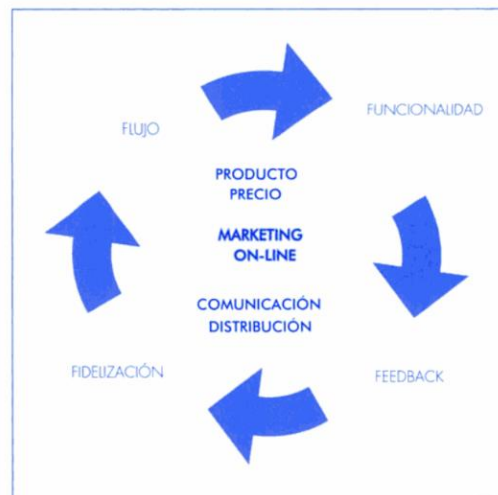 FLUJO
FUNCIONALIDAD
PRODUCTO
PRECIO
MARKETING
ON-LINE
COMUNICACIÓN
DISTRIBUCIÓN
FIDELIZACIÓN
FEEDBACK